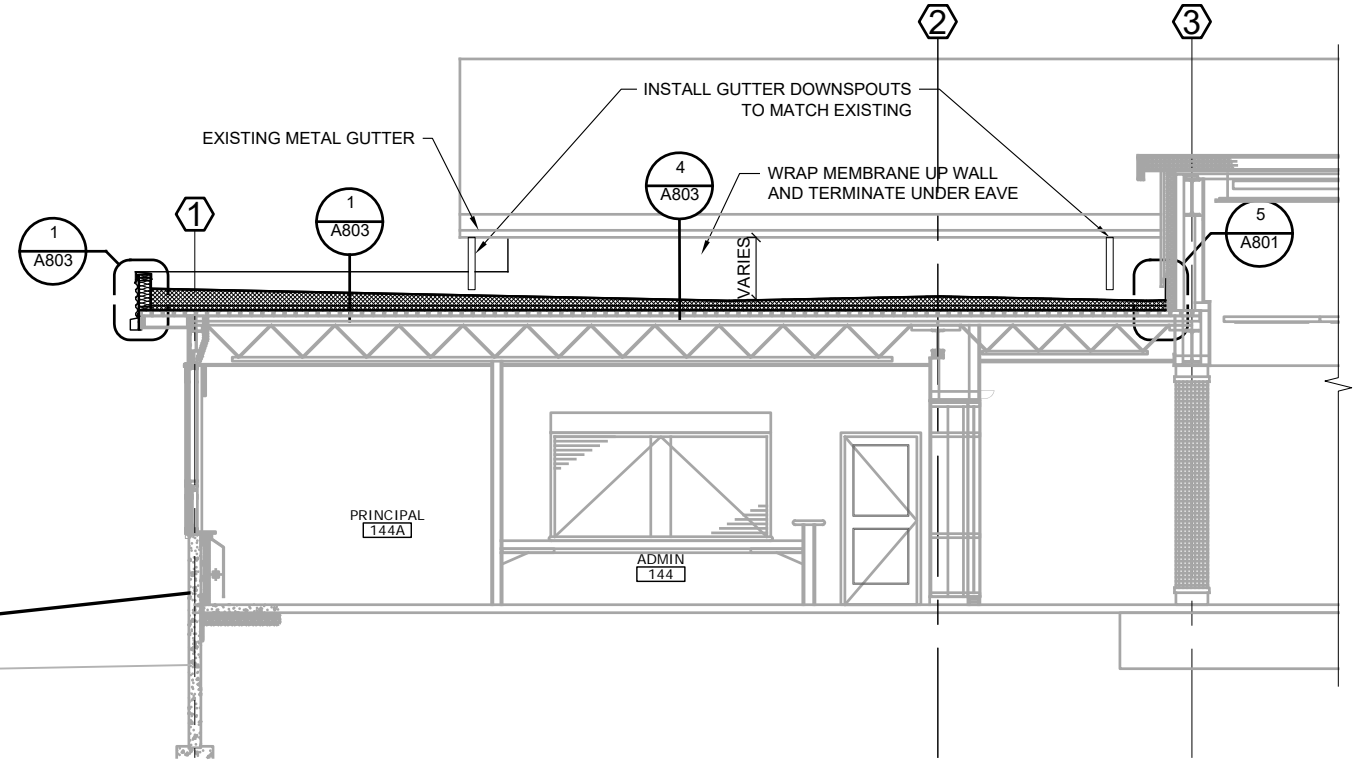 2
3
INSTALL GUTTER DOWNSPOUTS
TO MATCH EXISTING
EXISTING METAL GUTTER
4
A803
WRAP MEMBRANE UP WALL
AND TERMINATE UNDER EAVE
1
1
A803
1
A803
5
A801
VARIES
PRINCIPAL
144A
ADMIN
144